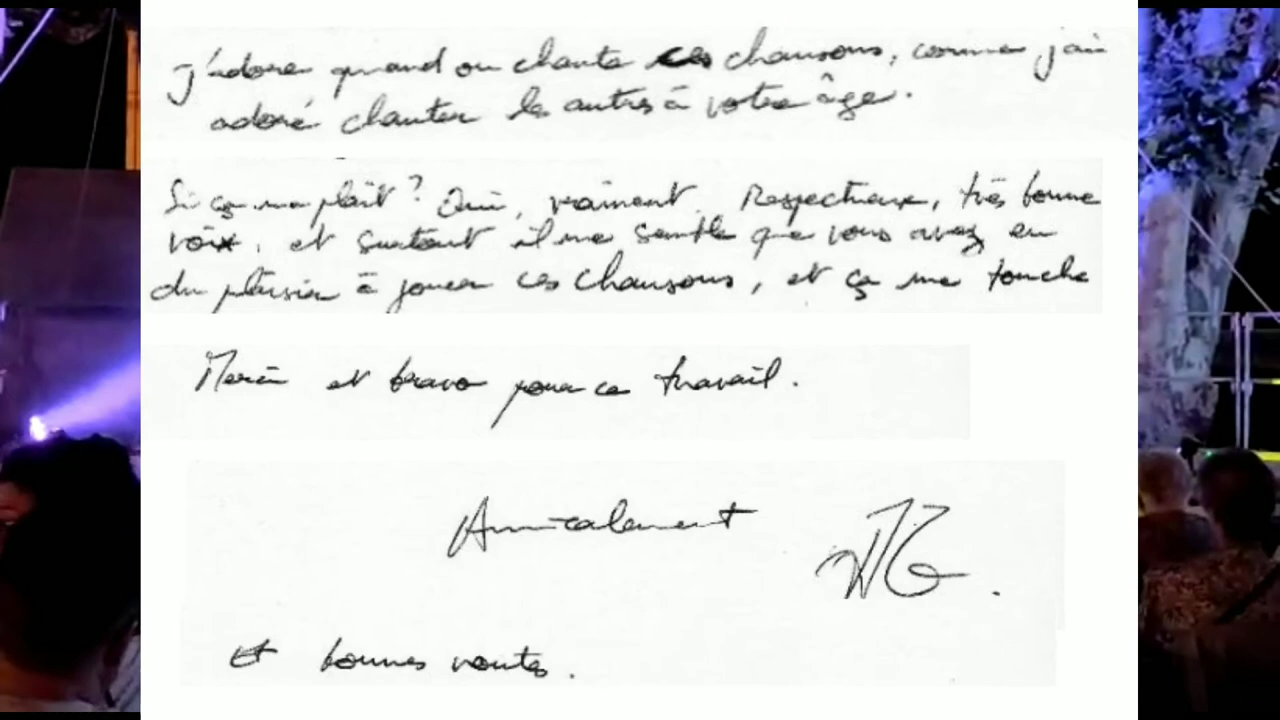 J'adore quand on chante ces chansons, comme j'ai
adoré chanter les autres à votre âge.
Si ça me plaît ? Oui, vraiment. Respectueux, très bonne
voix, et surtout il me semble que vous avez eu
du plaisir à jouer ces chansons, et ça me touche
Merci et bravo pour ce travail.
Amicalement
JJG.
Et bonnes routes.